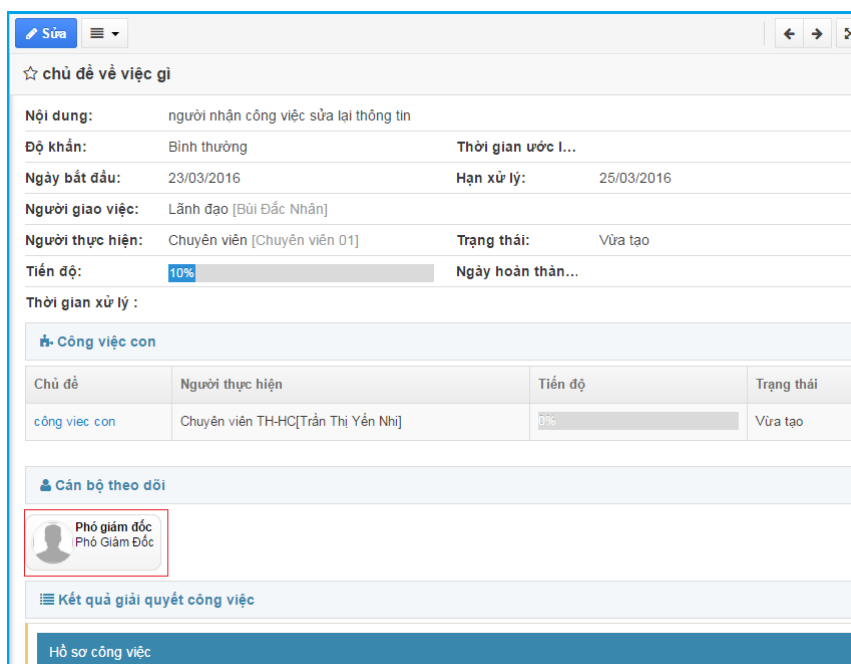 Sửa
chủ đề về việc gì
Nội dung: người nhận công việc sửa lại thông tin
Độ khẩn: Bình thường Thời gian ước l...
Ngày bắt đầu: 23/03/2016 Hạn xử lý: 25/03/2016
Người giao việc: Lãnh đạo [Bùi Đắc Nhân]
Người thực hiện: Chuyên viên [Chuyên viên 01] Trạng thái: Vừa tạo
Tiến độ: 10% Ngày hoàn thàn...
Thời gian xử lý :
Công việc con
Chủ đề Người thực hiện Tiến độ Trạng thái
công viec con Chuyên viên TH-HC[Trần Thị Yến Nhi] 0% Vừa tạo
Cán bộ theo dõi
Phó giám đốc
Phó Giám Đốc
Kết quả giải quyết công việc
Hồ sơ công việc